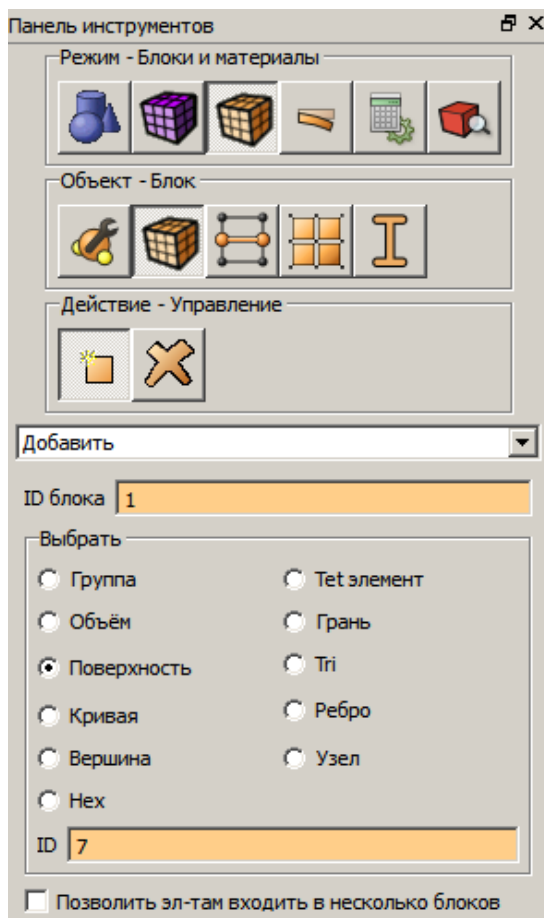 Панель инструментов
Режим - Блоки и материалы
Объект - Блок
Действие - Управление
Добавить
ID блока 1
Выбрать
Группа Tet элемент
Объём Грань
Поверхность Tri
Кривая Ребро
Вершина Узел
Hex
ID 7
Позволить эл-там входить в несколько блоков